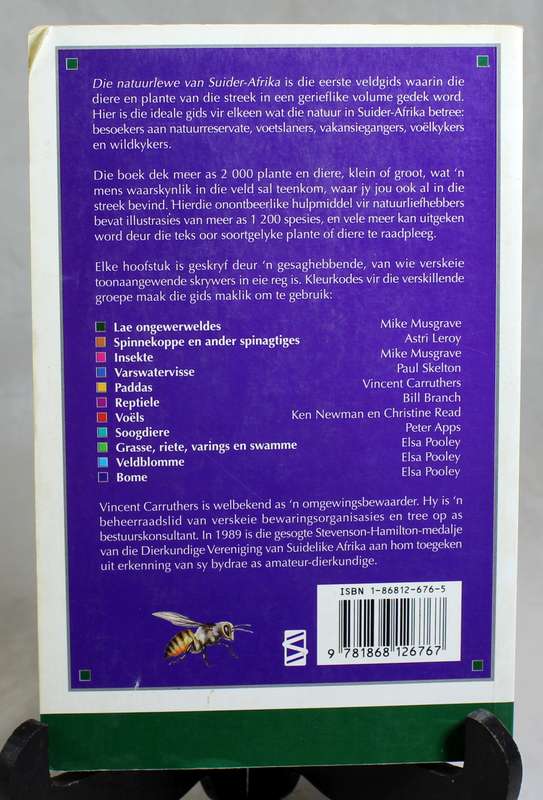 Die natuurlewe van Suider-Afrika is die eerste veldgids waarin die
diere en plante van die streek in een gerieflike volume gedek word.
Hier is die ideale gids vir elkeen wat die natuur in Suider-Afrika betree:
besoekers aan natuurreservate, voetslaners, vakansiegangers, voëlkykers
en wildkykers.
Die boek dek meer as 2 000 plante en diere, klein of groot, wat 'n
mens waarskynlik in die veld sal teenkom, waar jy jou ook al in die
streek bevind. Hierdie onontbeerlike hulpmiddel vir natuurliefhebbers
bevat illustrasies van meer as 1 200 spesies, en vele meer kan uitgeken
word deur die teks oor soortgelyke plante of diere te raadpleeg.
Elke hoofstuk is geskryf deur 'n gesaghebbende, van wie verskeie
toonaangewende skrywers in eie reg is. Kleurkodes vir die verskillende
groepe maak die gids maklik om te gebruik:
Lae ongewerweldes Mike Musgrave
Spinnekoppe en ander spinagtiges Astri Leroy
Insekte Mike Musgrave
Varswatervisse Paul Skelton
Paddas Vincent Carruthers
Reptiele Bill Branch
Voëls Ken Newman en Christine Read
Soogdiere Peter Apps
Grasse, riete, varings en swamme Elsa Pooley
Veldblomme Elsa Pooley
Bome Elsa Pooley
Vincent Carruthers is welbekend as 'n omgewingsbewaarder. Hy is 'n
beheerraadslid van verskeie bewaringsorganisasies en tree op as
bestuurskonsultant. In 1989 is die gesogte Stevenson-Hamilton-medalje
van die Dierkundige Vereniging van Suidelike Afrika aan hom toegeken
uit erkenning van sy bydrae as amateur-dierkundige.
ISBN 1-86812-676-5
9 781868 126767